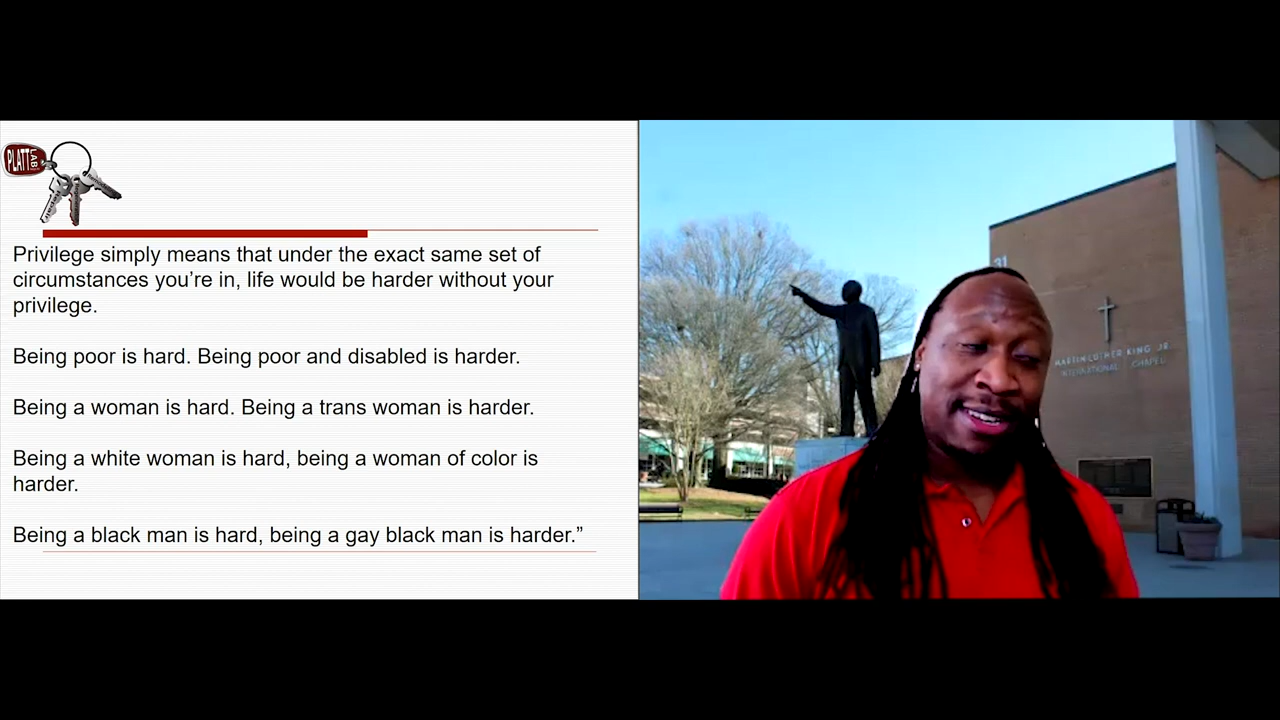 PLATT
LAB
Privilege simply means that under the exact same set of
circumstances you’re in, life would be harder without your
privilege.
Being poor is hard. Being poor and disabled is harder.
Being a woman is hard. Being a trans woman is harder.
Being a white woman is hard, being a woman of color is
harder.
Being a black man is hard, being a gay black man is harder.”
31
MARTIN LUTHER KING JR.
INTERNATIONAL CHAPEL